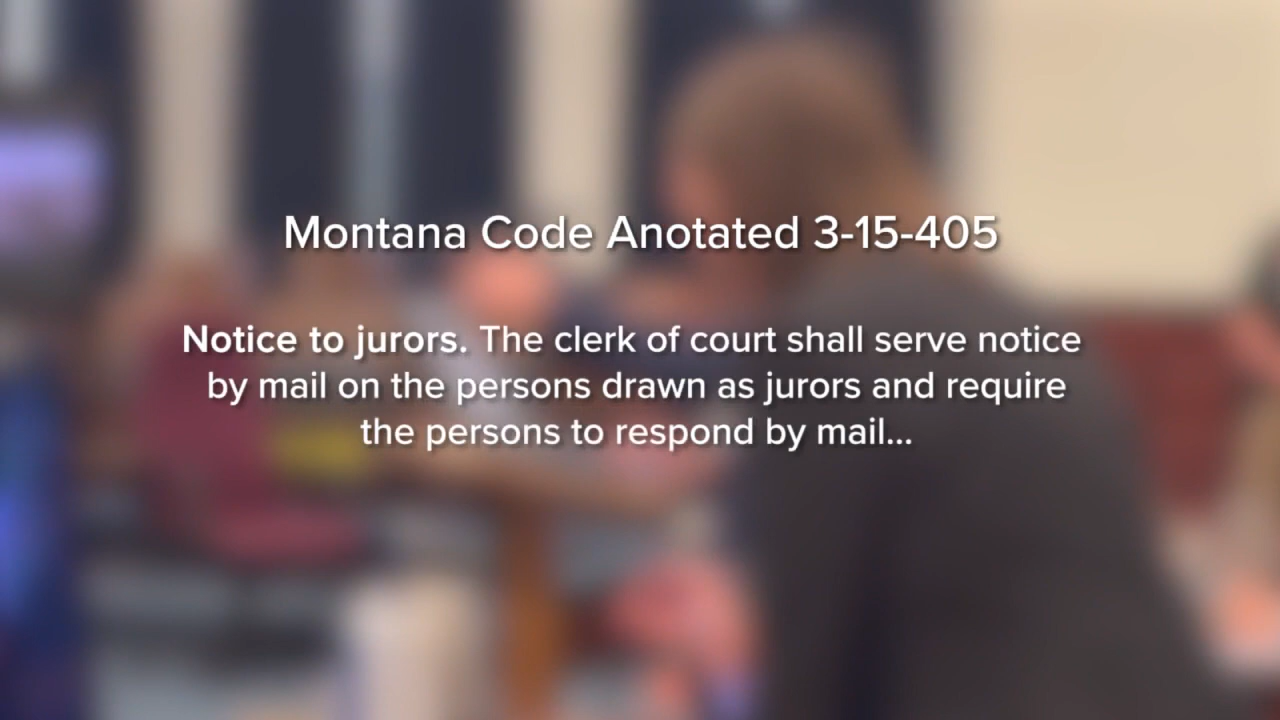 Montana Code Anotated 3-15-405
Notice to jurors. The clerk of court shall serve notice
by mail on the persons drawn as jurors and require
the persons to respond by mail...